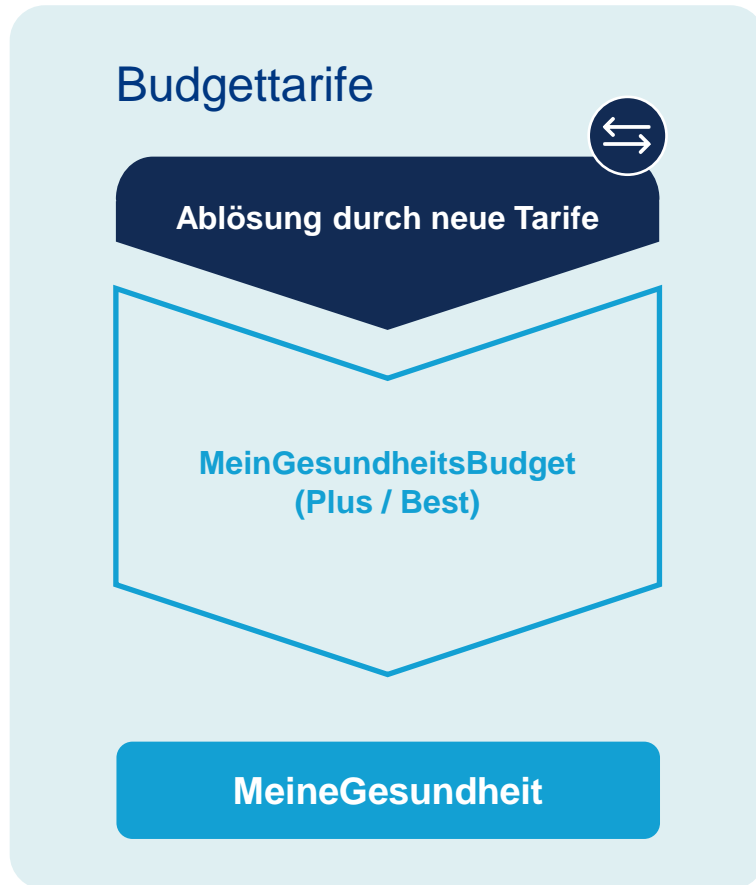 Budgettarife
Ablösung durch neue Tarife
MeinGesundheitsBudget
(Plus / Best)
MeineGesundheit